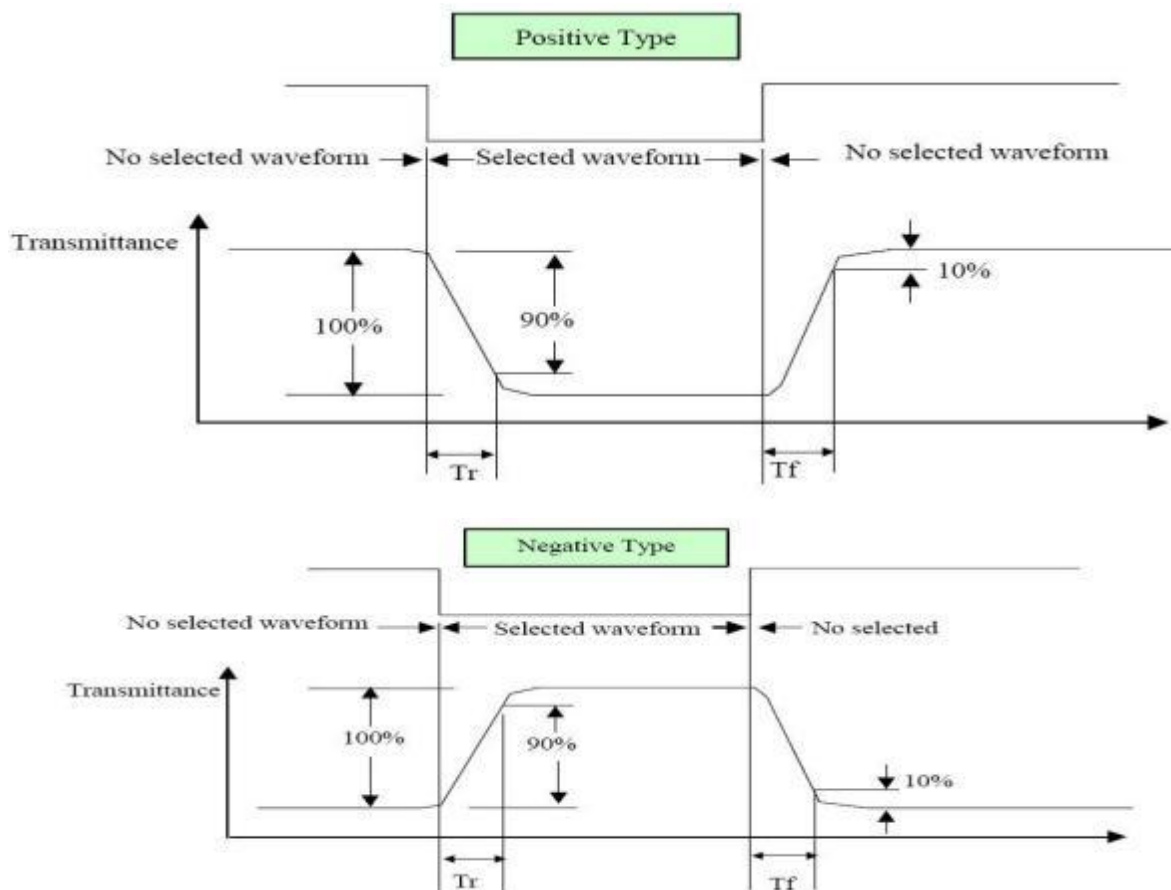 Positive Type
No selected waveform
Selected waveform
No selected waveform
Transmittance
100%
90%
10%
Tr
Tf
Negative Type
No selected waveform
Selected waveform
No selected
Transmittance
100%
90%
10%
Tr
Tf